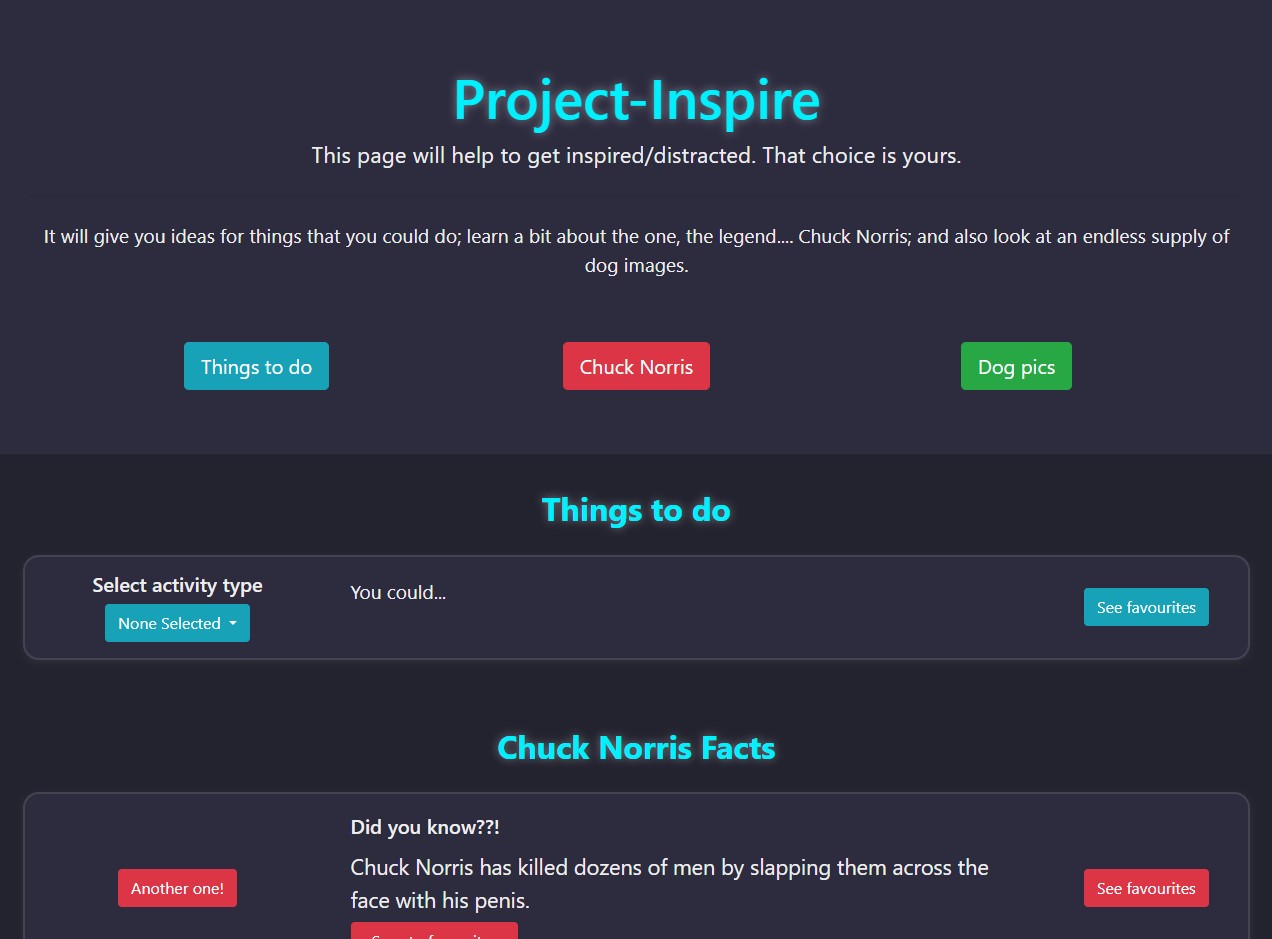 Project-Inspire
This page will help to get inspired/distracted. That choice is yours.
It will give you ideas for things that you could do; learn a bit about the one, the legend.... Chuck Norris; and also look at an endless supply of
dog images.
Things to do
Chuck Norris
Dog pics
Things to do
Select activity type
None Selected
You could...
See favourites
Chuck Norris Facts
Did you know??!
Chuck Norris has killed dozens of men by slapping them across the
face with his penis.
Another one!
See favourites